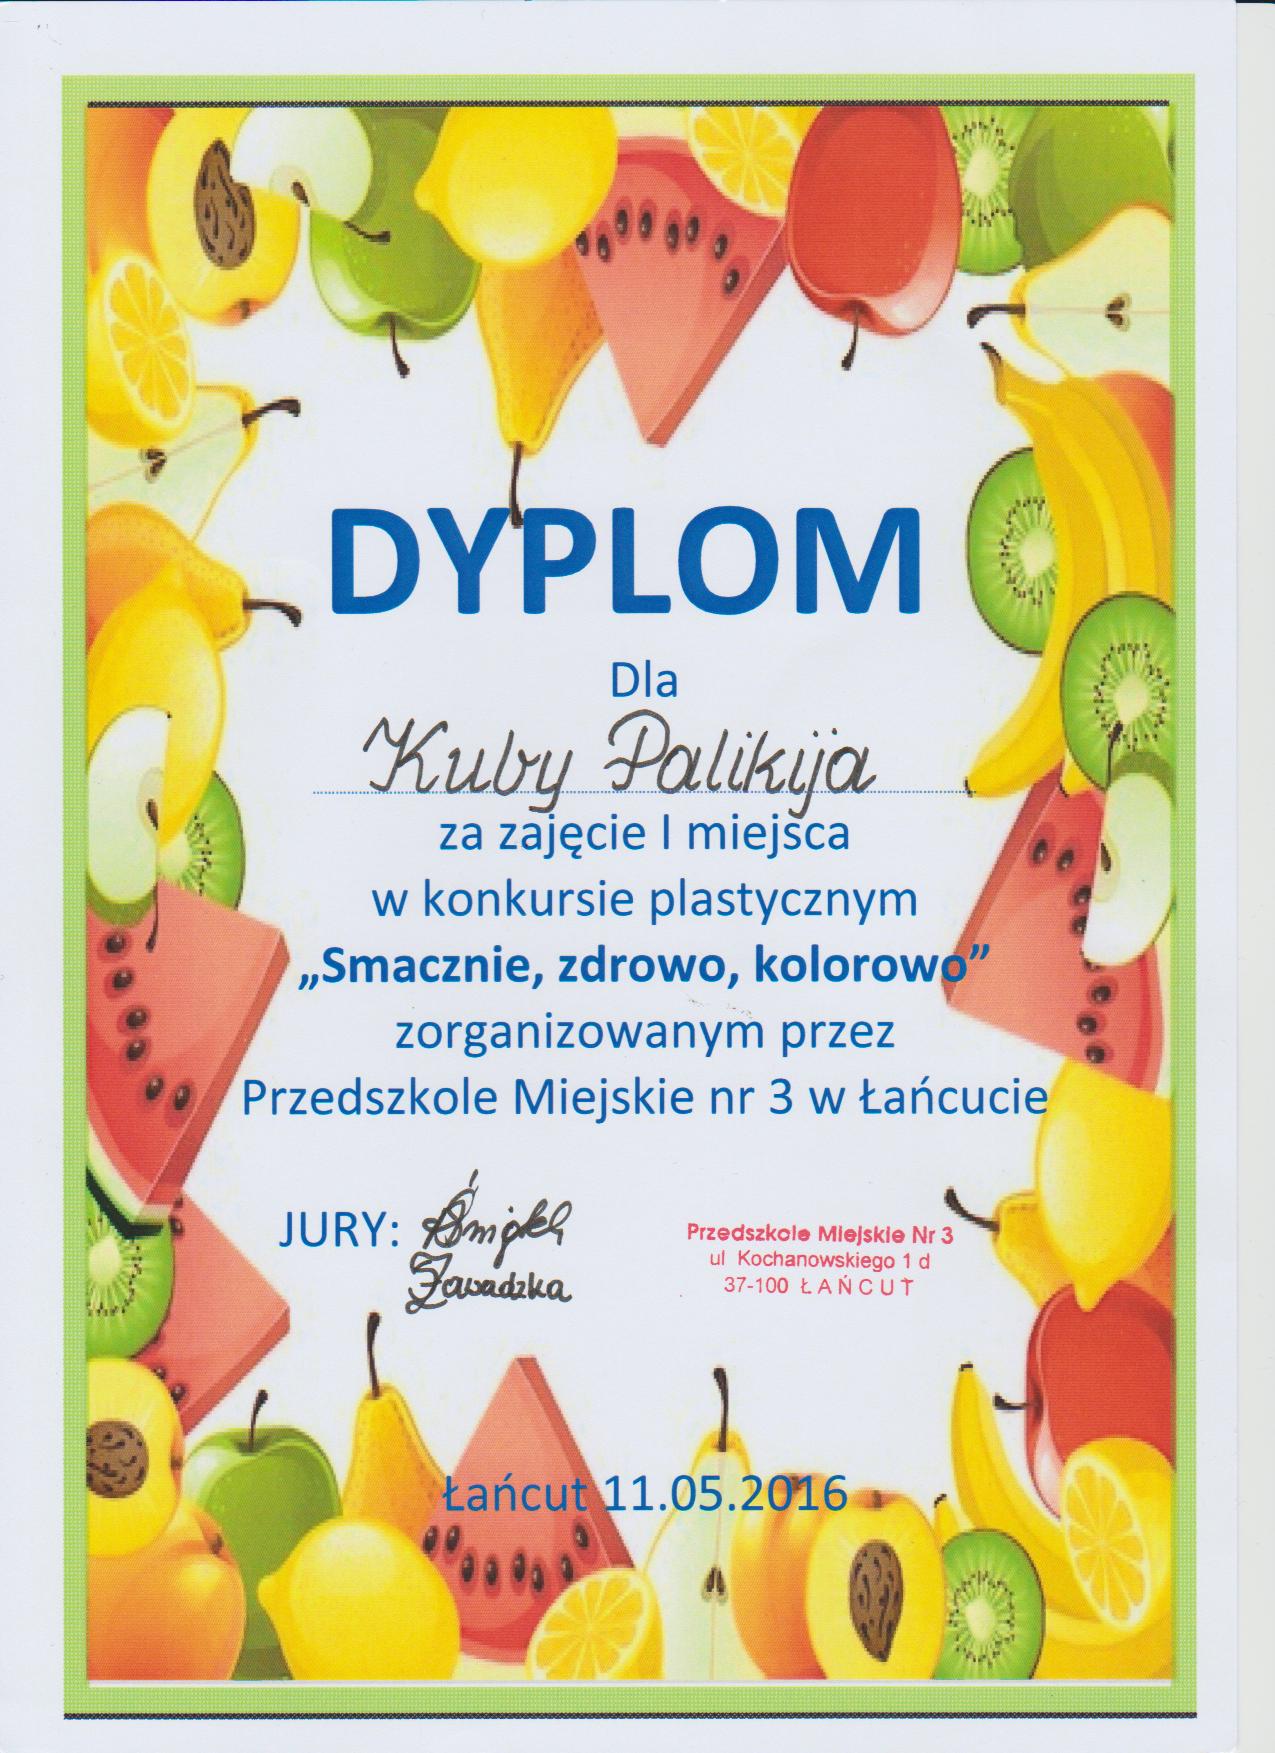 DYPLOM
Dla
Kuby Palikija
za zajęcie I miejsca
w konkursie plastycznym
„Smacznie, zdrowo, kolorowo”
zorganizowanym przez
Przedszkole Miejskie nr 3 w Łańcucie
JURY:
Zawadzka
Przedszkole Miejskie Nr 3
ul Kochanowskiego 1 d
37-100 ŁAŃCUT
Łańcut 11.05.2016